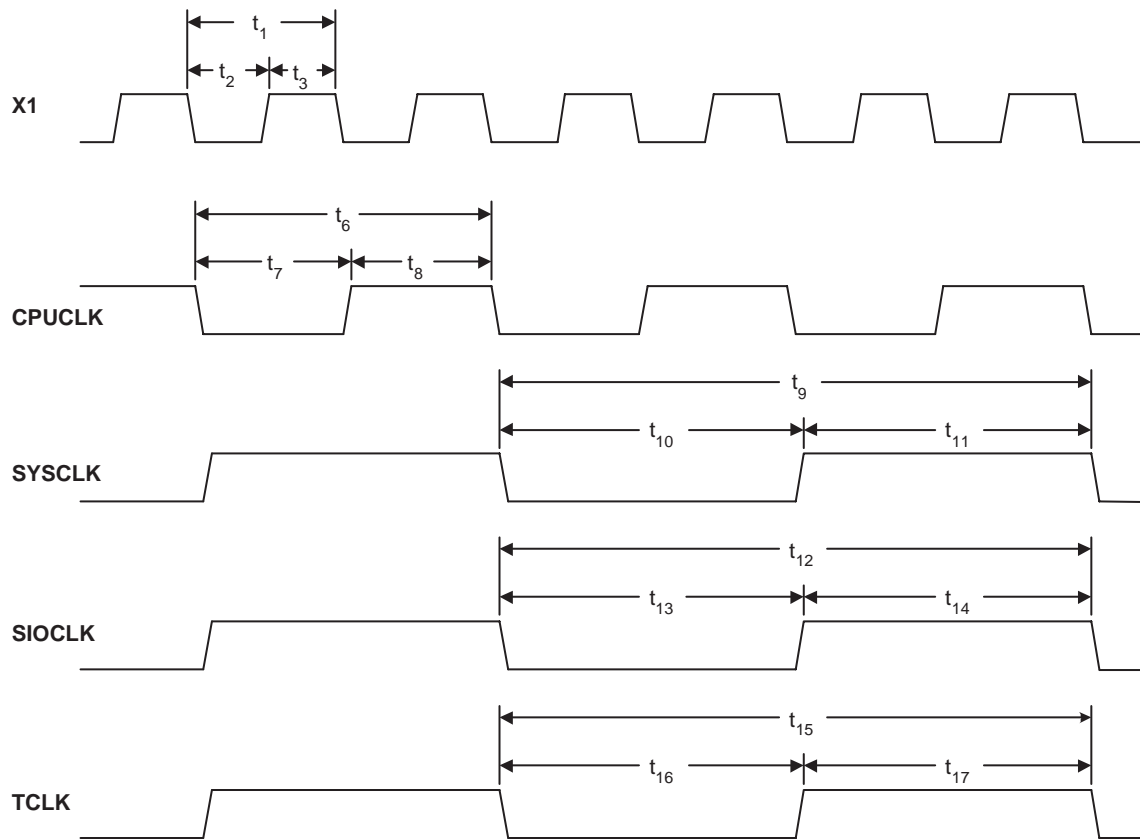 t1
t2 t3
X1
t6
t7 t8
CPUCLK
t9
t10 t11
SYSCLK
t12
t13 t14
SIOCLK
t15
t16 t17
TCLK